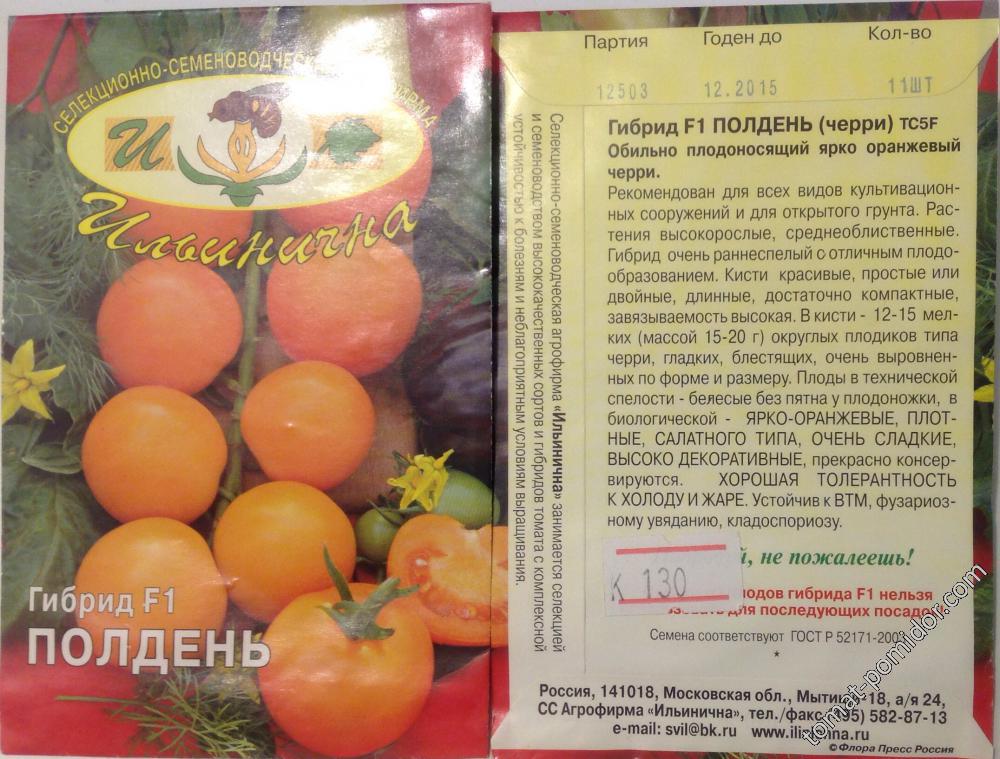 СЕЛЕКЦИОННО-СЕМЕНОВОДЧЕС ФИРМА
И
Ильинична
Гибрид F1
ПОЛДЕНЬ
Партия Годен до Кол-во
12503 12.2015 11ШТ
Селекционно-семеноводческая агрофирма «Ильинична» занимается селекцией
и семеноводством высококачественных сортов и гибридов томата с комплексной
устойчивостью к болезням и неблагоприятным условиям выращивания.
Гибрид F1 ПОЛДЕНЬ (черри) TC5F
Обильно плодоносящий ярко оранжевый
черри.
Рекомендован для всех видов культивацион-
ных сооружений и для открытого грунта. Рас-
тения высокорослые, среднеоблиственные.
Гибрид очень раннеспелый с отличным плодо-
образованием. Кисти красивые, простые или
двойные, длинные, достаточно компактные,
завязываемость высокая. В кисти - 12-15 мел-
ких (массой 15-20 г) округлых плодиков типа
черри, гладких, блестящих, очень выровнен-
ных по форме и размеру. Плоды в технической
спелости - белесые без пятна у плодоножки, в
биологической - ЯРКО-ОРАНЖЕВЫЕ, ПЛОТ-
НЫЕ, САЛАТНОГО ТИПА, ОЧЕНЬ СЛАДКИЕ,
ВЫСОКО ДЕКОРАТИВНЫЕ, прекрасно консер-
вируются. ХОРОШАЯ ТОЛЕРАНТНОСТЬ
К ХОЛОДУ И ЖАРЕ. Устойчив к ВТМ, фузариоз-
ному увяданию, кладоспориозу.
й, не пожалеешь!
к 130
водов гибрида F1 нельзя
для последующих посадок
Семена соответствуют ГОСТ Р 52171-200
*
Россия, 141018, Московская обл., Мытищи-18, а/я 24,
СС Агрофирма «Ильинична», тел./факс (495) 582-87-13
e-mail: svil@bk.ru www.ilinichna.ru
©Флора Пресс Россия
tomat-pomidor.com